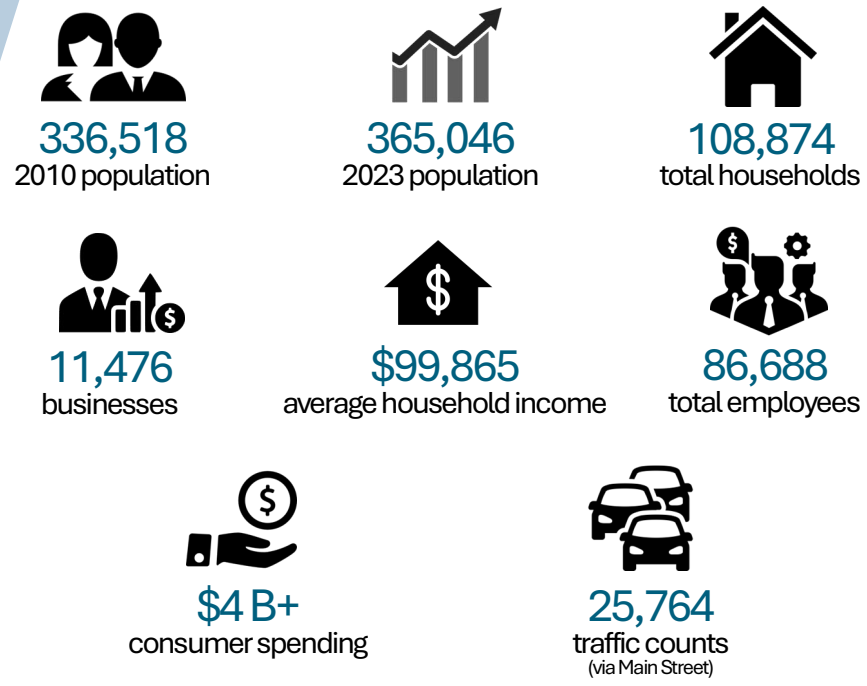 336,518
2010 population
365,046
2023 population
108,874
total households
11,476
businesses
$99,865
average household income
$
86,688
total employees
$4 B+
consumer spending
25,764
traffic counts
(via Main Street)